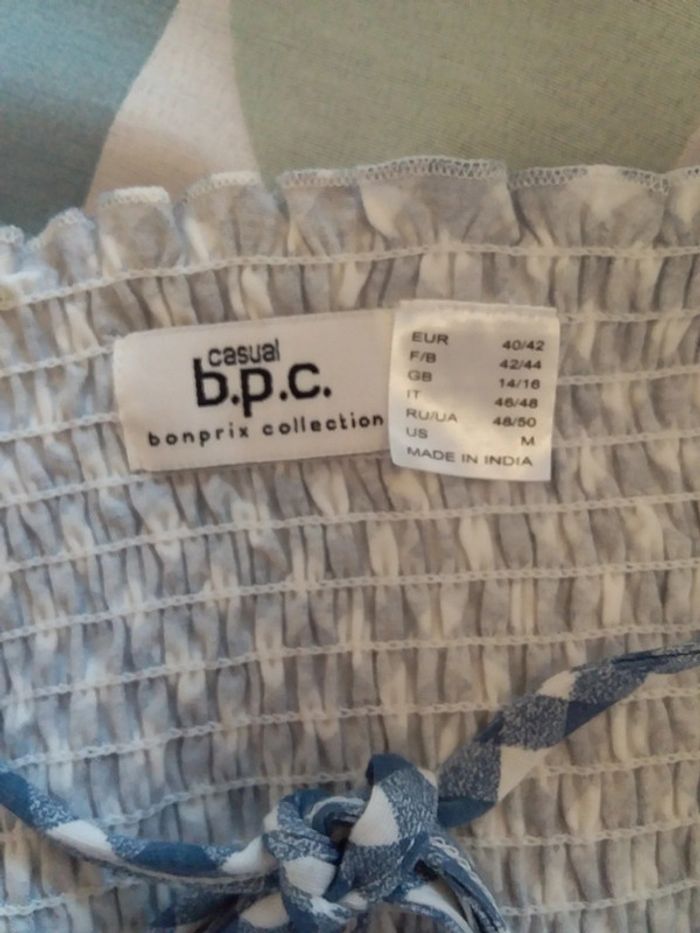 casual
b.p.c.
bonprix collection
EUR 40/42
F/B 42/44
GB 14/16
IT 46/48
RU/UA 48/50
US M
MADE IN INDIA